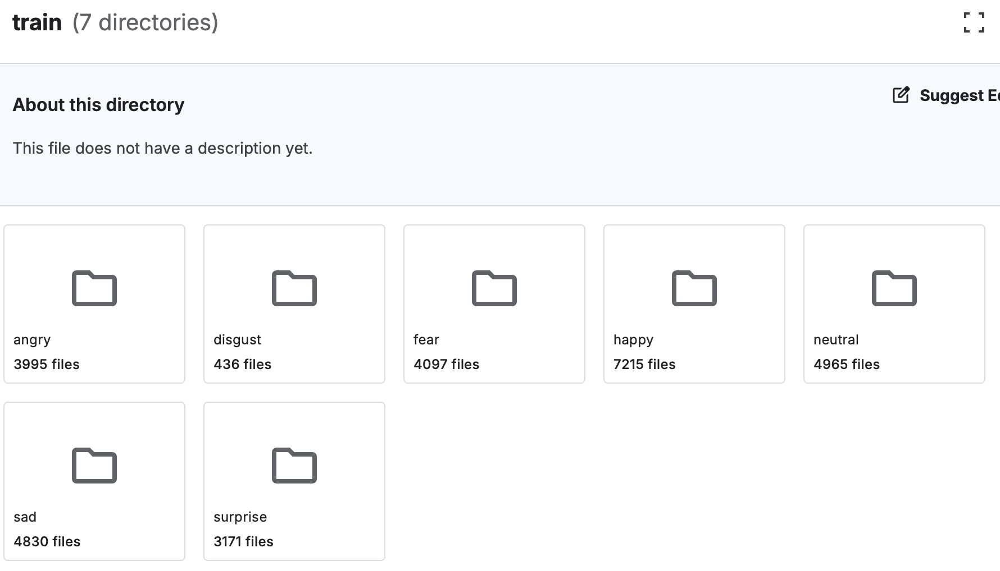 train (7 directories)
About this directory
Suggest
This file does not have a description yet.
angry
3995 files
disgust
436 files
fear
4097 files
happy
7215 files
neutral
4965 files
sad
4830 files
surprise
3171 files